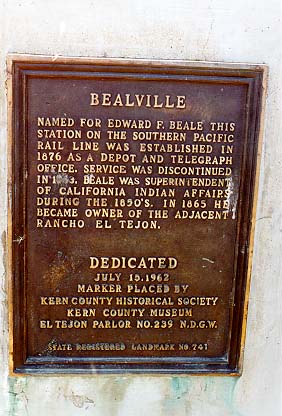 BEALVILLE
NAMED FOR EDWARD F. BEALE THIS
STATION ON THE SOUTHERN PACIFIC
RAIL LINE WAS ESTABLISHED IN
1876 AS A DEPOT AND TELEGRAPH
OFFICE. SERVICE WAS DISCONTINUED
IN BEALE WAS SUPERINTENDENT
OF CALIFORNIA INDIAN AFFAIRS
DURING THE 1850'S. IN 1865 HE
BECAME OWNER OF THE ADJACENT
RANCHO EL TEJON.
DEDICATED
JULY 15, 1962
MARKER PLACED BY
KERN COUNTY HISTORICAL SOCIETY
KERN COUNTY MUSEUM
EL TEJON PARLOR NO. 239 N.D.G.W.
STATE REGISTERED LANDMARK NO. 741